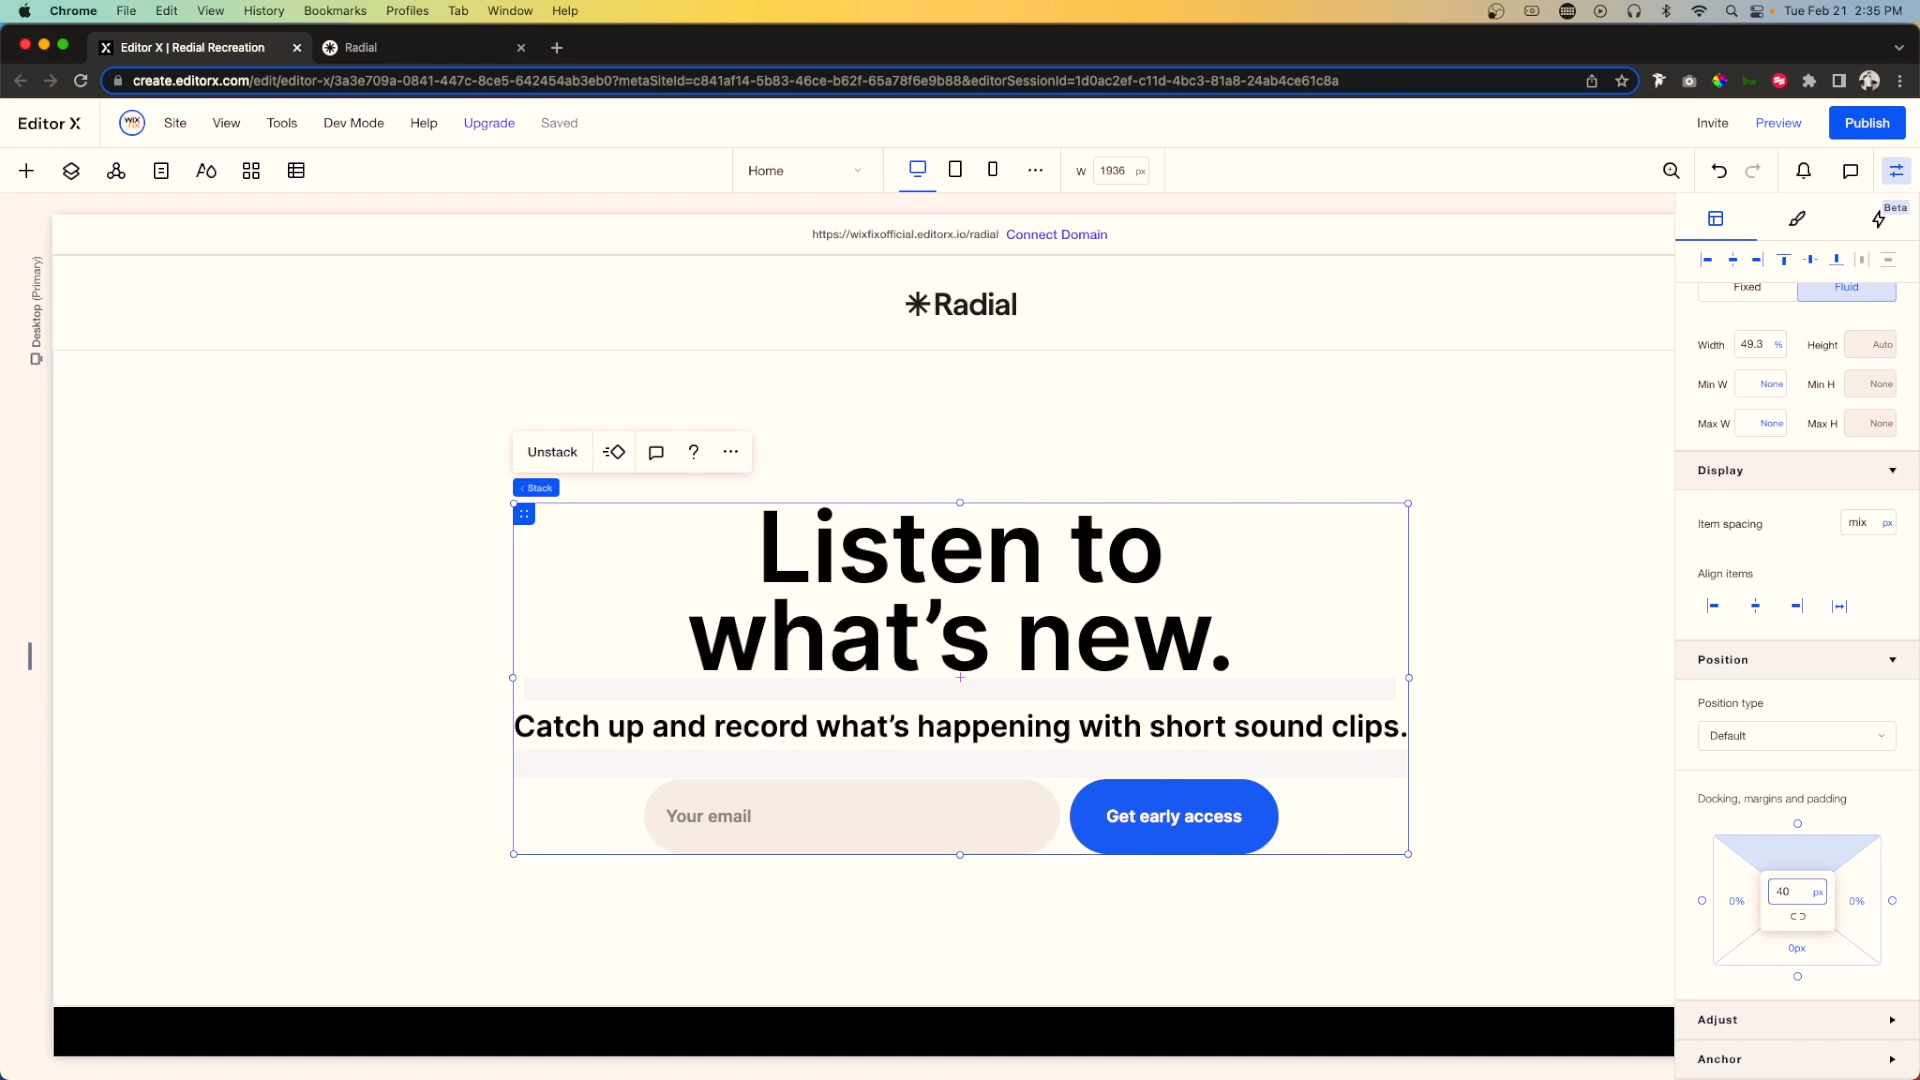 Chrome File Edit View History Bookmarks Profiles Tab Window Help Tue Feb 21 2:35 PM
X Editor X | Redial Recreation Radial
create.editorx.com/edit/editor-x/3a3e709a-0841-447c-8ce5-642454ab3eb0?metaSiteId=c841af14-5b83-46ce-b62f-65a78f6e9b88&editorSessionId=1d0ac2ef-c11d-4bc3-81a8-24ab4ce61c8a
Editor X WIX FIX Site View Tools Dev Mode Help Upgrade Saved Invite Preview Publish
Home W 1936 px
Beta
https://wixfixofficial.editorx.io/radial Connect Domain
Desktop (Primary)
Radial
Fixed Fluid
Width 49.3 % Height Auto
Min W None Min H None
Max W None Max H None
Unstack ?
Display
< Stack
Listen to
what’s new.
Catch up and record what’s happening with short sound clips.
Your email Get early access
Item spacing mix px
Align items
Position
Position type
Default
Docking, margins and padding
40 px
0% 0%
0px
Adjust
Anchor